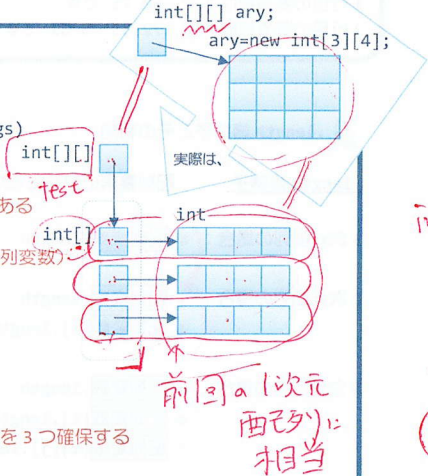 int[][] ary;
ary=new int[3][4];
gs)
int[][]
実際は、
test
ある
int
int[]
列変数)
前回の1次元
配列に
相当
を3つ確保する